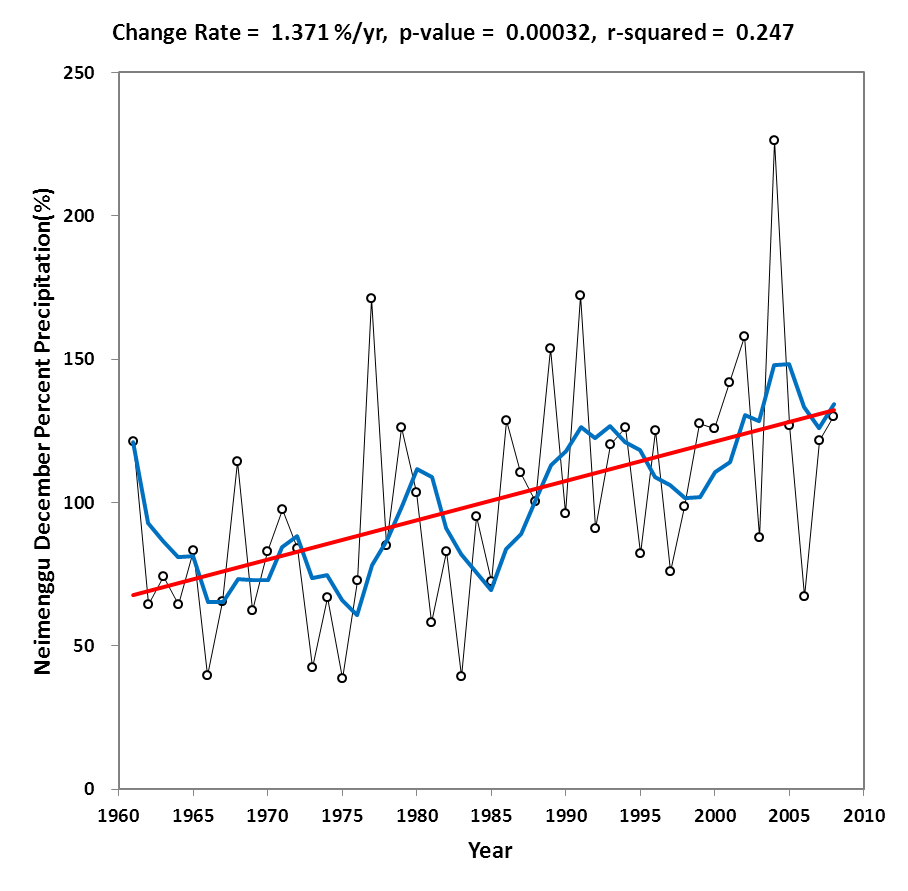 Change Rate = 1.371 %/yr, p-value = 0.00032, r-squared = 0.247
Neimenggu December Percent Precipitation(%)
250
200
150
100
50
0
1960 1965 1970 1975 1980 1985 1990 1995 2000 2005 2010
Year